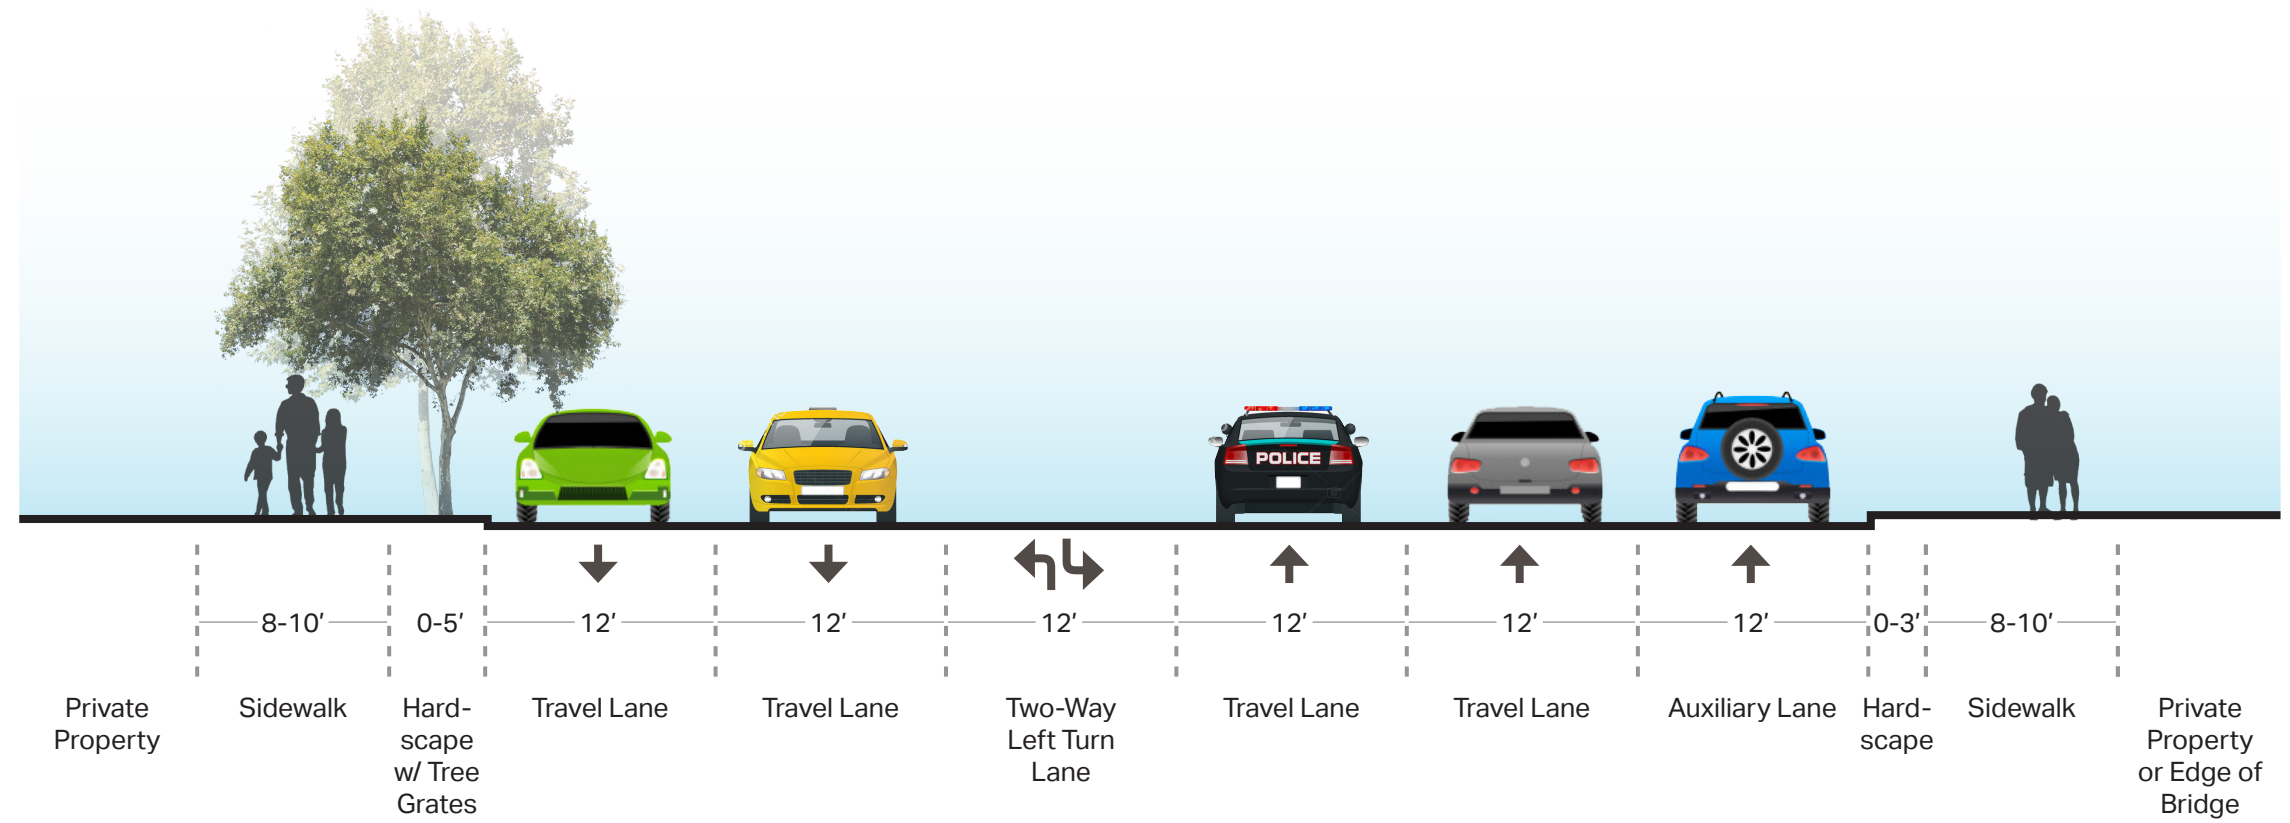 POLICE
8-10′
0-5′
12′
12′
12′
12′
12′
12′
0-3′
8-10′
Private
Property
Sidewalk
Hard-
scape
w/ Tree
Grates
Travel Lane
Travel Lane
Two-Way
Left Turn
Lane
Travel Lane
Travel Lane
Auxiliary Lane
Hard-
scape
Sidewalk
Private
Property
or Edge of
Bridge